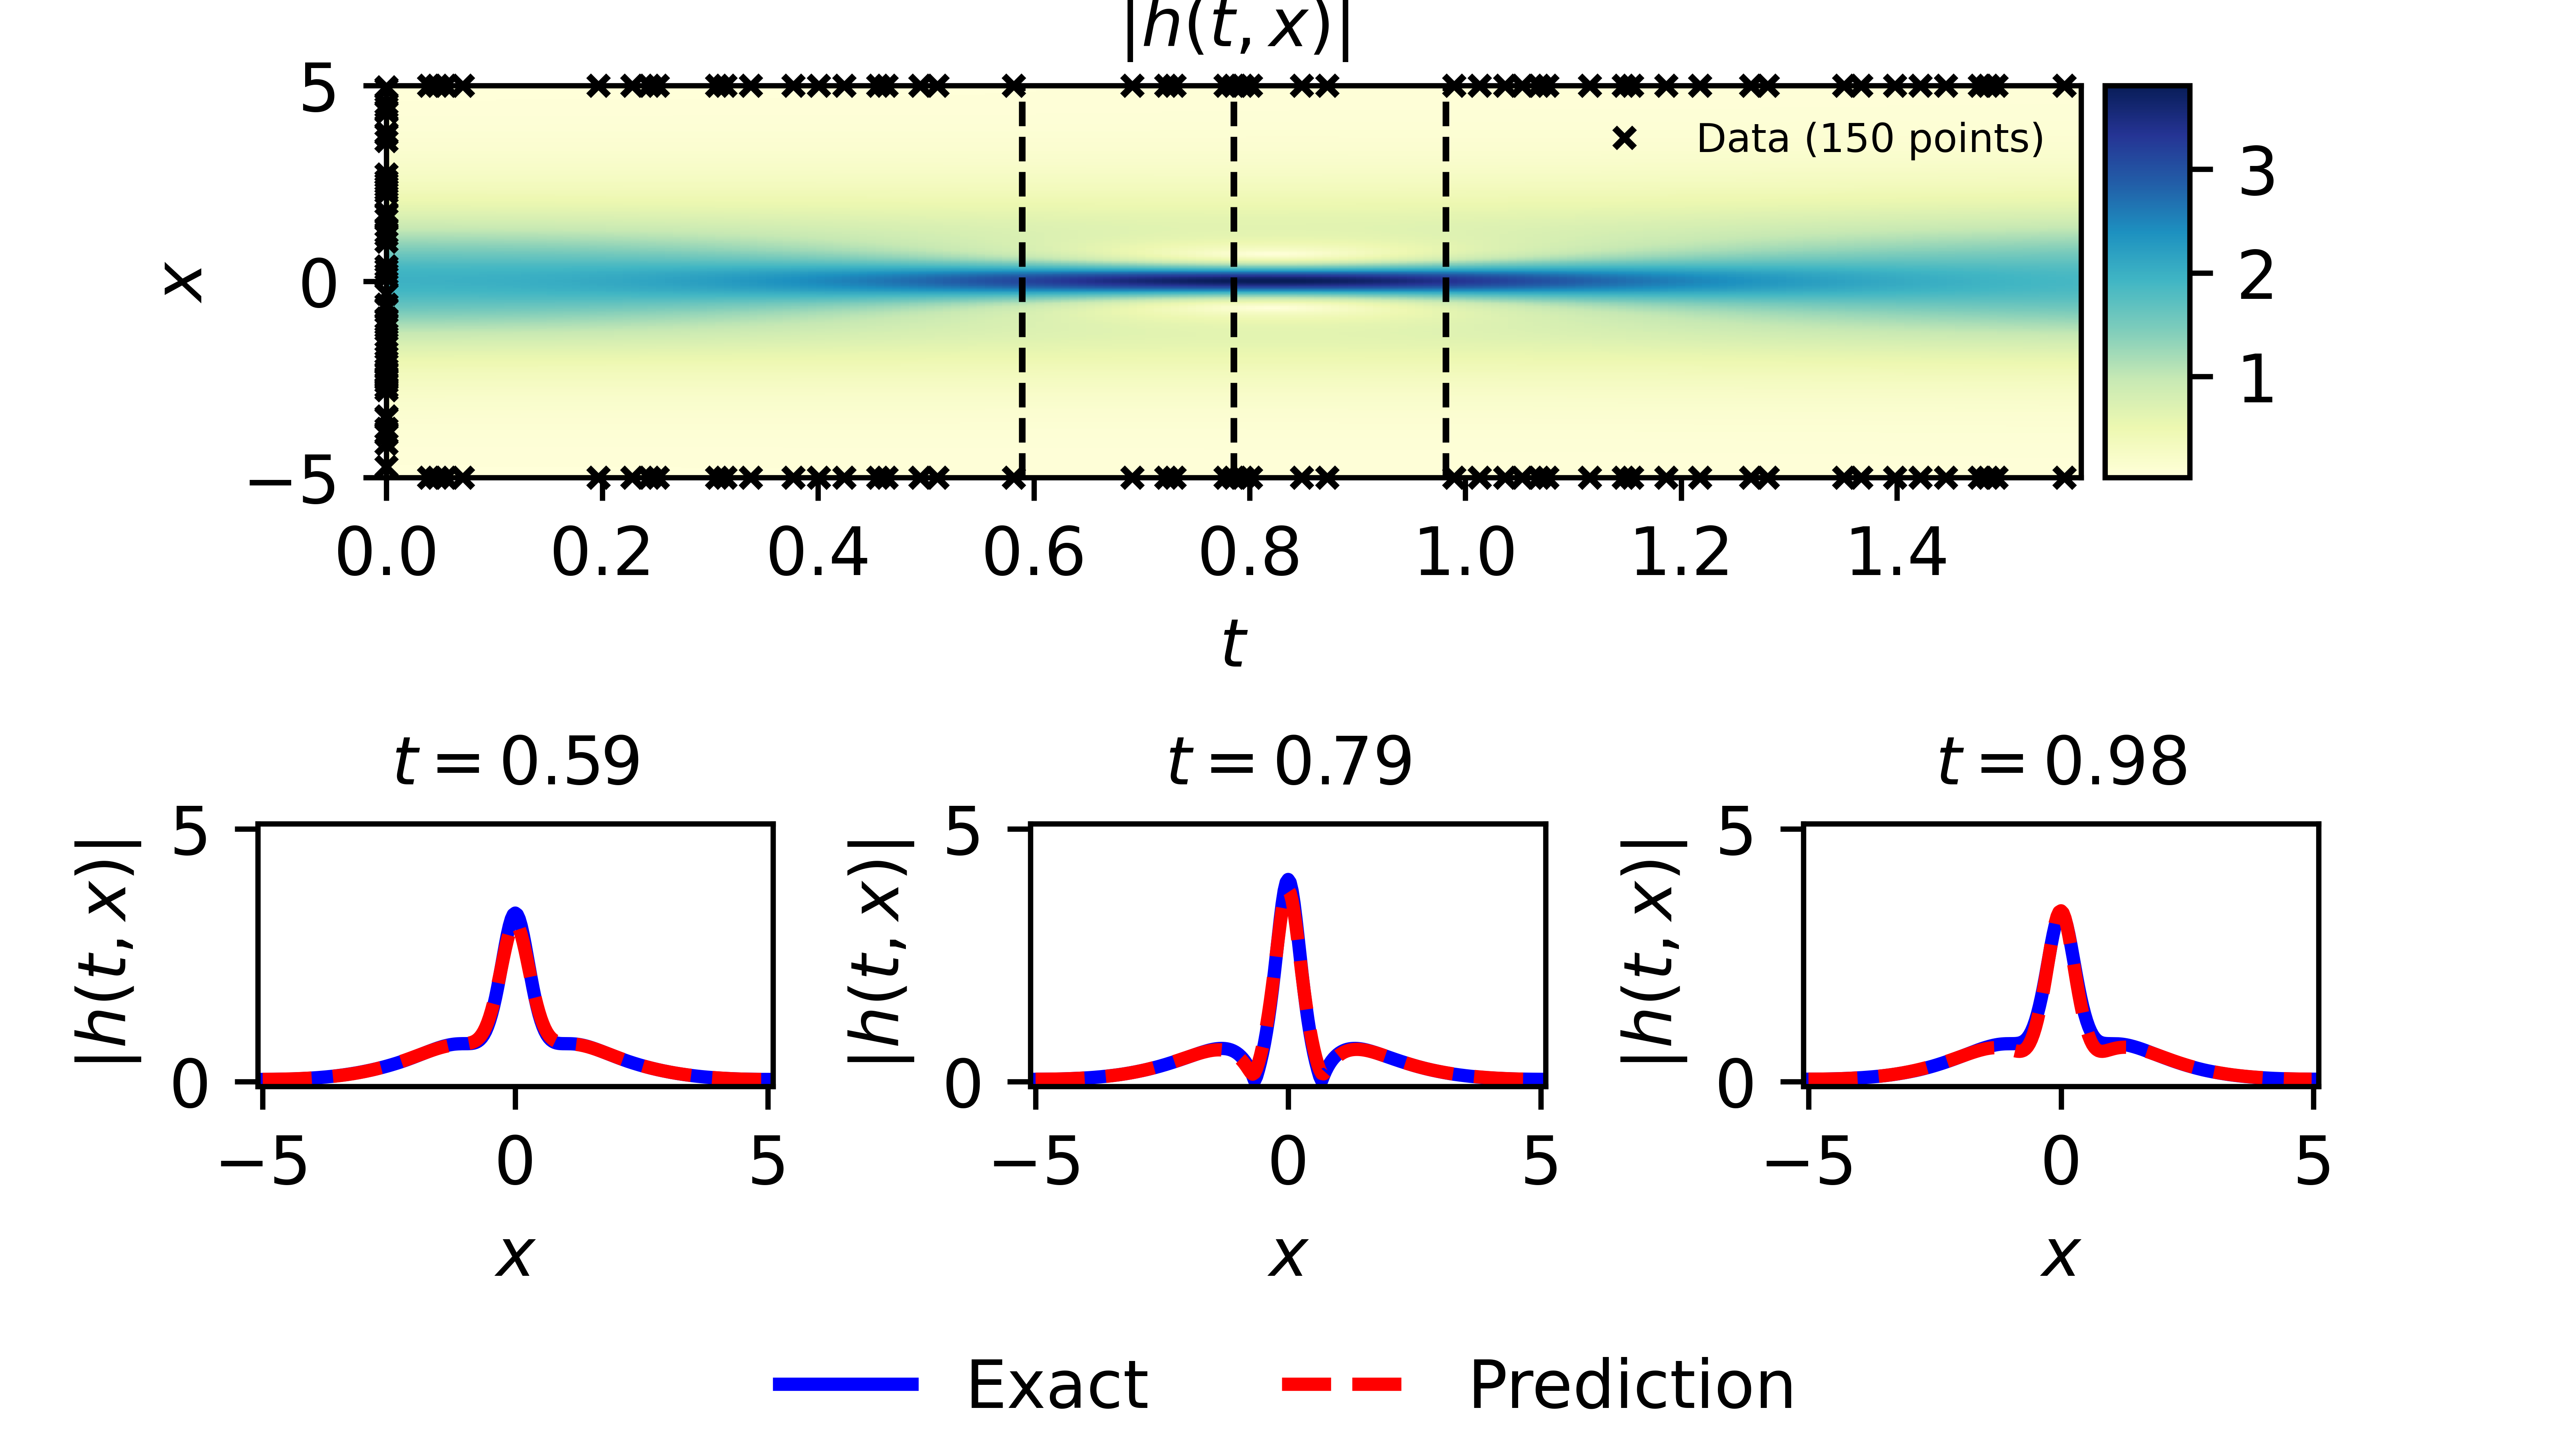 |h(t, x)|
5
0
−5
x
Data (150 points)
3
2
1
0.0 0.2 0.4 0.6 0.8 1.0 1.2 1.4
t
t = 0.59 t = 0.79 t = 0.98
|h(t, x)| |h(t, x)| |h(t, x)|
5 5 5
0 0 0
−5 0 5 −5 0 5 −5 0 5
x x x
Exact Prediction